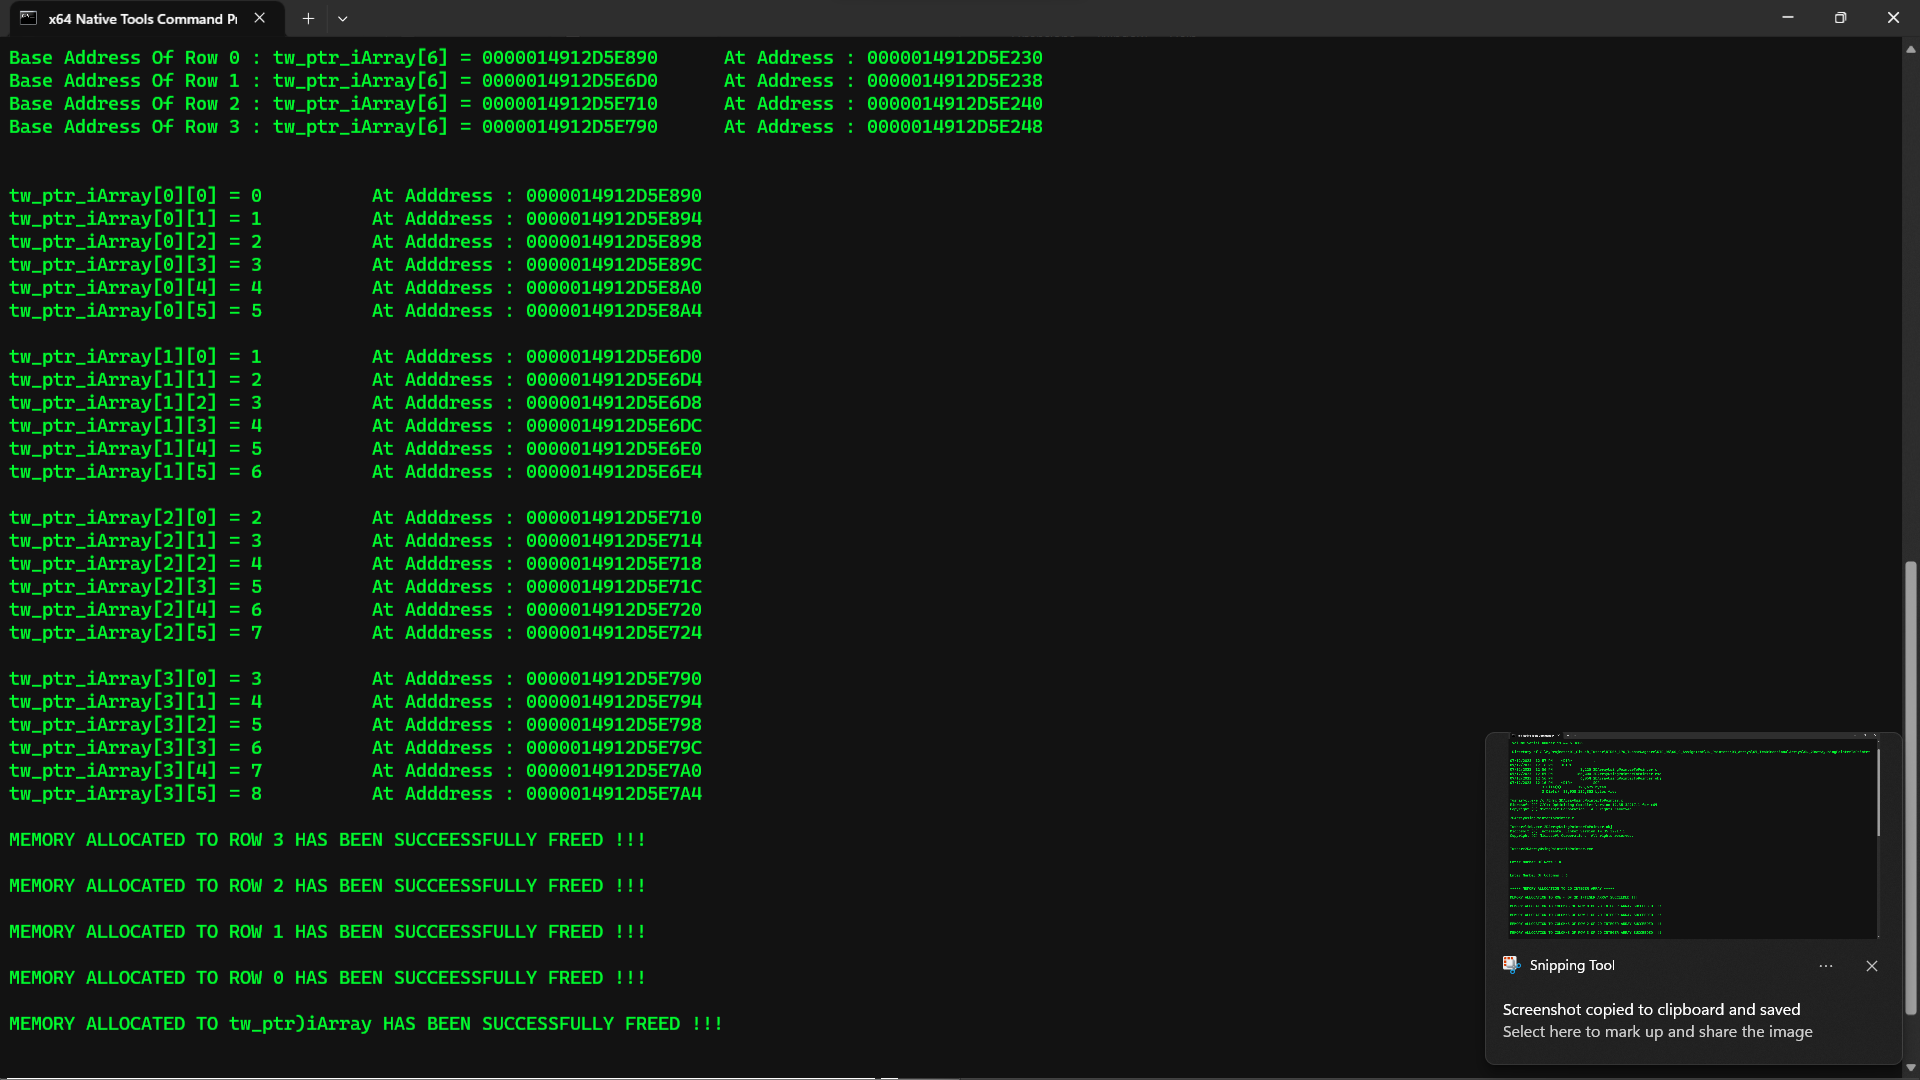 x64 Native Tools Command P
Base Address Of Row 0 : tw_ptr_iArray[6] = 0000014912D5E890 At Address : 0000014912D5E230
Base Address Of Row 1 : tw_ptr_iArray[6] = 0000014912D5E6D0 At Address : 0000014912D5E238
Base Address Of Row 2 : tw_ptr_iArray[6] = 0000014912D5E710 At Address : 0000014912D5E240
Base Address Of Row 3 : tw_ptr_iArray[6] = 0000014912D5E790 At Address : 0000014912D5E248
tw_ptr_iArray[0][0] = 0 At Adddress : 0000014912D5E890
tw_ptr_iArray[0][1] = 1 At Adddress : 0000014912D5E894
tw_ptr_iArray[0][2] = 2 At Adddress : 0000014912D5E898
tw_ptr_iArray[0][3] = 3 At Adddress : 0000014912D5E89C
tw_ptr_iArray[0][4] = 4 At Adddress : 0000014912D5E8A0
tw_ptr_iArray[0][5] = 5 At Adddress : 0000014912D5E8A4
tw_ptr_iArray[1][0] = 1 At Adddress : 0000014912D5E6D0
tw_ptr_iArray[1][1] = 2 At Adddress : 0000014912D5E6D4
tw_ptr_iArray[1][2] = 3 At Adddress : 0000014912D5E6D8
tw_ptr_iArray[1][3] = 4 At Adddress : 0000014912D5E6DC
tw_ptr_iArray[1][4] = 5 At Adddress : 0000014912D5E6E0
tw_ptr_iArray[1][5] = 6 At Adddress : 0000014912D5E6E4
tw_ptr_iArray[2][0] = 2 At Adddress : 0000014912D5E710
tw_ptr_iArray[2][1] = 3 At Adddress : 0000014912D5E714
tw_ptr_iArray[2][2] = 4 At Adddress : 0000014912D5E718
tw_ptr_iArray[2][3] = 5 At Adddress : 0000014912D5E71C
tw_ptr_iArray[2][4] = 6 At Adddress : 0000014912D5E720
tw_ptr_iArray[2][5] = 7 At Adddress : 0000014912D5E724
tw_ptr_iArray[3][0] = 3 At Adddress : 0000014912D5E790
tw_ptr_iArray[3][1] = 4 At Adddress : 0000014912D5E794
tw_ptr_iArray[3][2] = 5 At Adddress : 0000014912D5E798
tw_ptr_iArray[3][3] = 6 At Adddress : 0000014912D5E79C
tw_ptr_iArray[3][4] = 7 At Adddress : 0000014912D5E7A0
tw_ptr_iArray[3][5] = 8 At Adddress : 0000014912D5E7A4
MEMORY ALLOCATED TO ROW 3 HAS BEEN SUCCEESSFULLY FREED !!!
MEMORY ALLOCATED TO ROW 2 HAS BEEN SUCCEESSFULLY FREED !!!
MEMORY ALLOCATED TO ROW 1 HAS BEEN SUCCEESSFULLY FREED !!!
MEMORY ALLOCATED TO ROW 0 HAS BEEN SUCCEESSFULLY FREED !!!
MEMORY ALLOCATED TO tw_ptr)iArray HAS BEEN SUCCESSFULLY FREED !!!
Snipping Tool
Screenshot copied to clipboard and saved
Select here to mark up and share the image